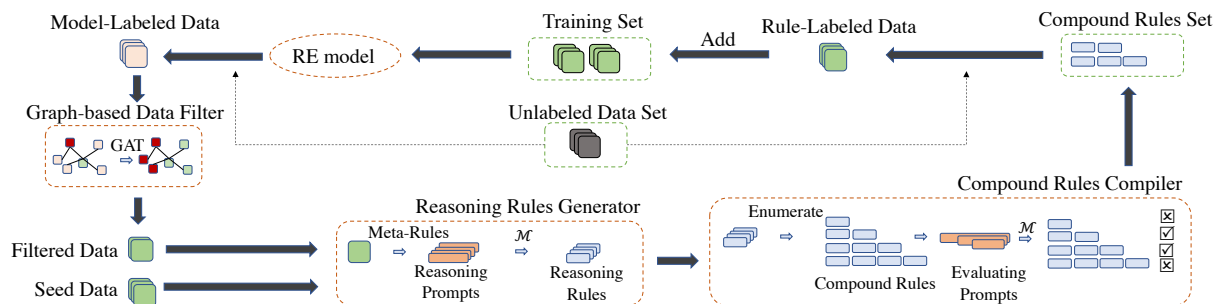 Model-Labeled Data
Training Set
Rule-Labeled Data
Compound Rules Set
RE model
Add
Graph-based Data Filter
GAT
Unlabeled Data Set
Compound Rules Compiler
Reasoning Rules Generator
Enumerate
Meta-Rules
ℳ
ℳ
Filtered Data
Reasoning
Prompts
Reasoning
Rules
Compound Rules
Evaluating
Prompts
Seed Data